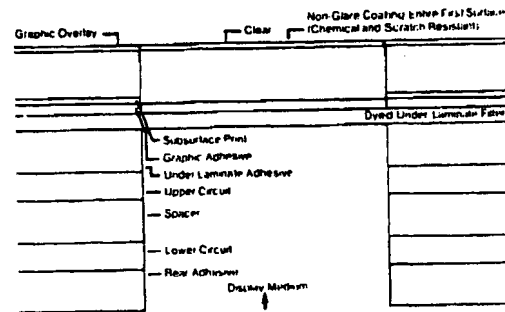 Graphic Overlay
Clear
Non-Glare Coating Entire First Surface
(Chemical and Scratch Resistant)
Dyed Under Laminate Filter
Subsurface Print
Graphic Adhesive
Under Laminate Adhesive
Upper Circuit
Spacer
Lower Circuit
Rear Adhesive
Display Medium